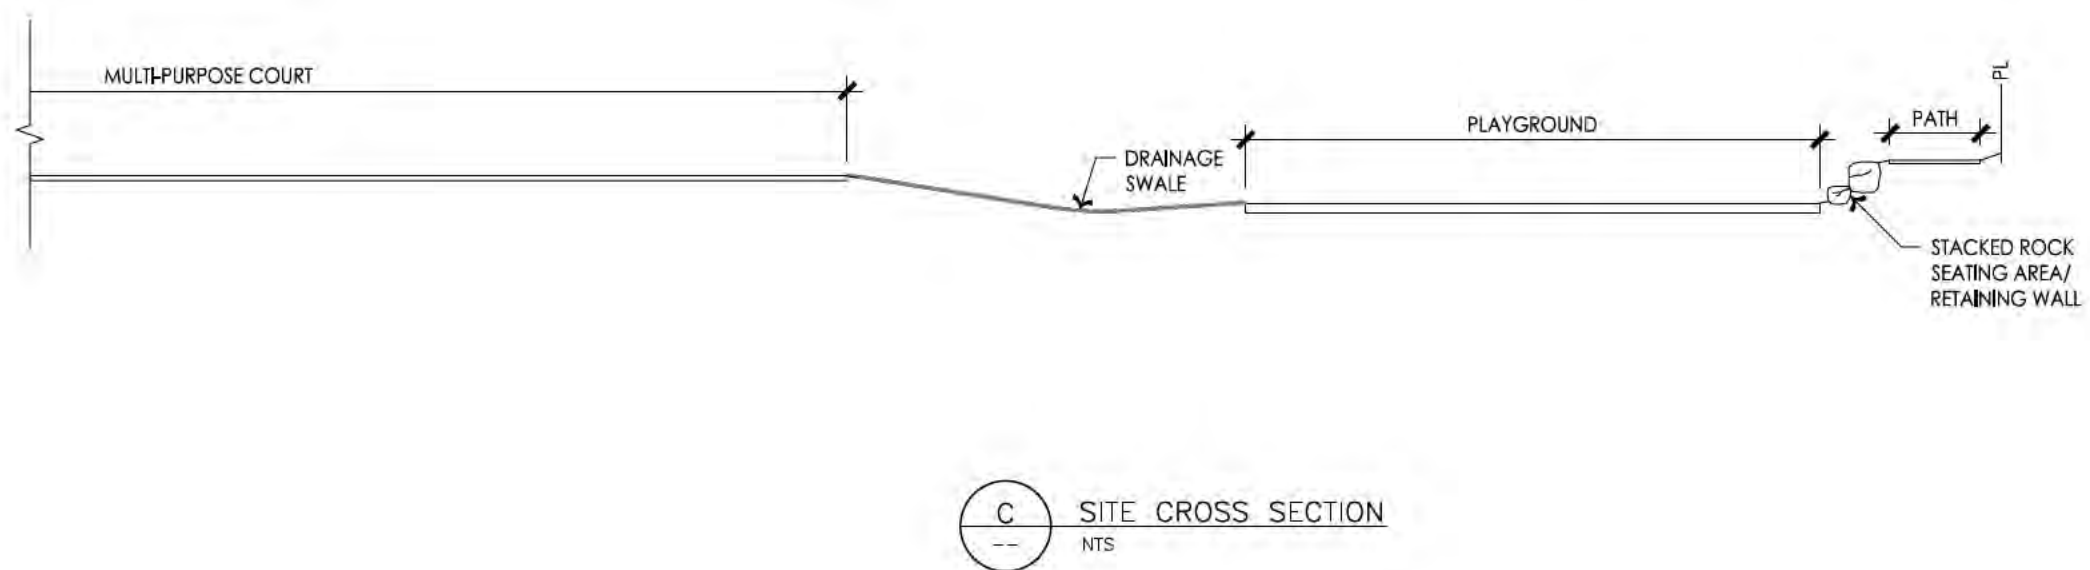 MULTI-PURPOSE COURT
DRAINAGE
SWALE
PLAYGROUND
PATH
PL
STACKED ROCK
SEATING AREA/
RETAINING WALL
C
--
SITE CROSS SECTION
NTS